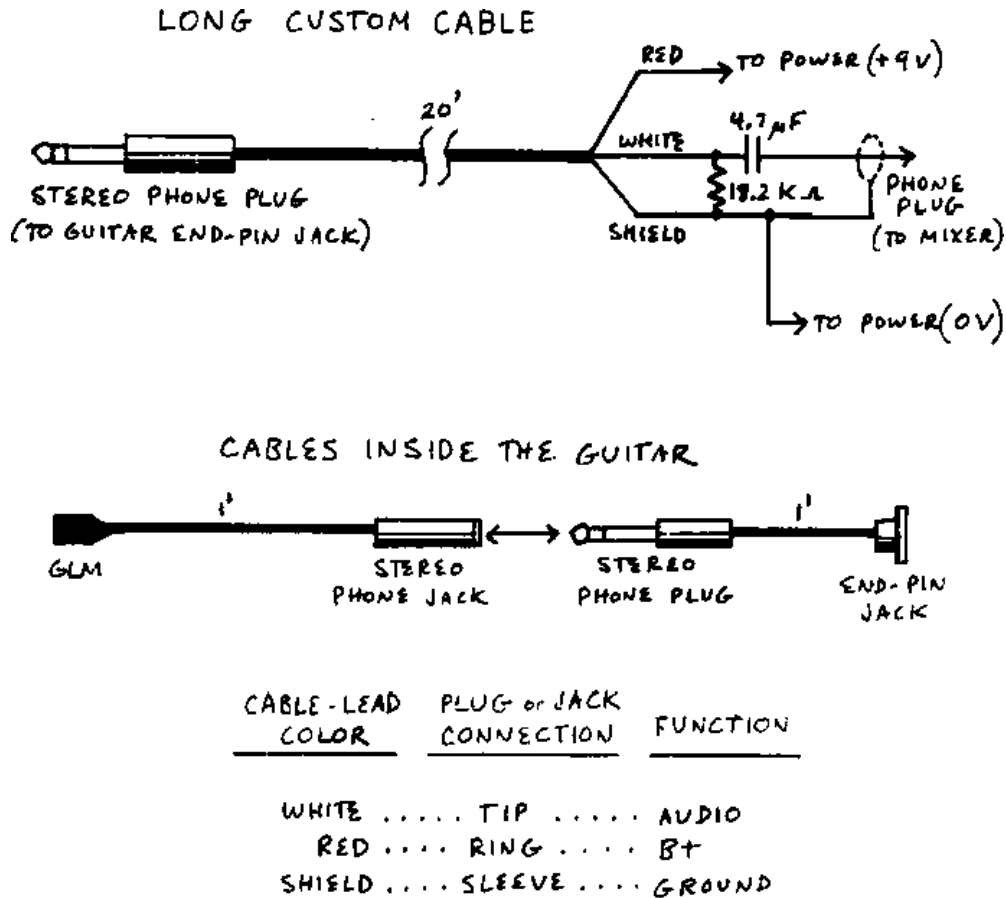 LONG CUSTOM CABLE
RED
TO POWER (+9V)
20'
WHITE
4.7 µF
18.2 K Ω
STEREO PHONE PLUG
(TO GUITAR END-PIN JACK)
SHIELD
PHONE
PLUG
(TO MIXER)
TO POWER (0V)
CABLES INSIDE THE GUITAR
1'
1'
GLM
STEREO
PHONE JACK
STEREO
PHONE PLUG
END-PIN
JACK
CABLE-LEAD PLUG or JACK
COLOR CONNECTION FUNCTION
WHITE ..... TIP ..... AUDIO
RED .... RING .... B+
SHIELD .... SLEEVE .... GROUND